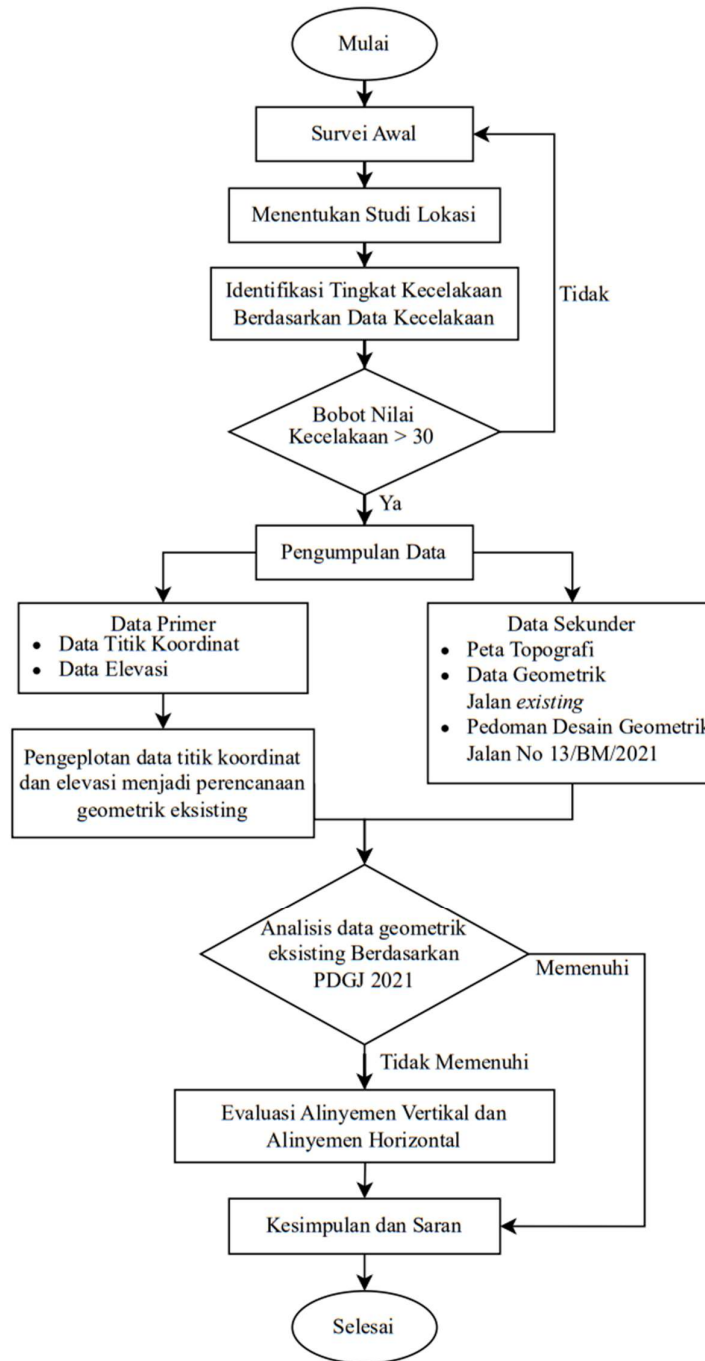 Mulai
Survei Awal
Menentukan Studi Lokasi
Identifikasi Tingkat Kecelakaan
Berdasarkan Data Kecelakaan
Tidak
Bobot Nilai
Kecelakaan > 30
Ya
Pengumpulan Data
Data Primer
• Data Titik Koordinat
• Data Elevasi
Data Sekunder
• Peta Topografi
• Data Geometrik
Jalan existing
• Pedoman Desain Geometrik
Jalan No 13/BM/2021
Pengeplotan data titik koordinat
dan elevasi menjadi perencanaan
geometrik eksisting
Analisis data geometrik
eksisting Berdasarkan
PDGJ 2021
Memenuhi
Tidak Memenuhi
Evaluasi Alinyemen Vertikal dan
Alinyemen Horizontal
Kesimpulan dan Saran
Selesai